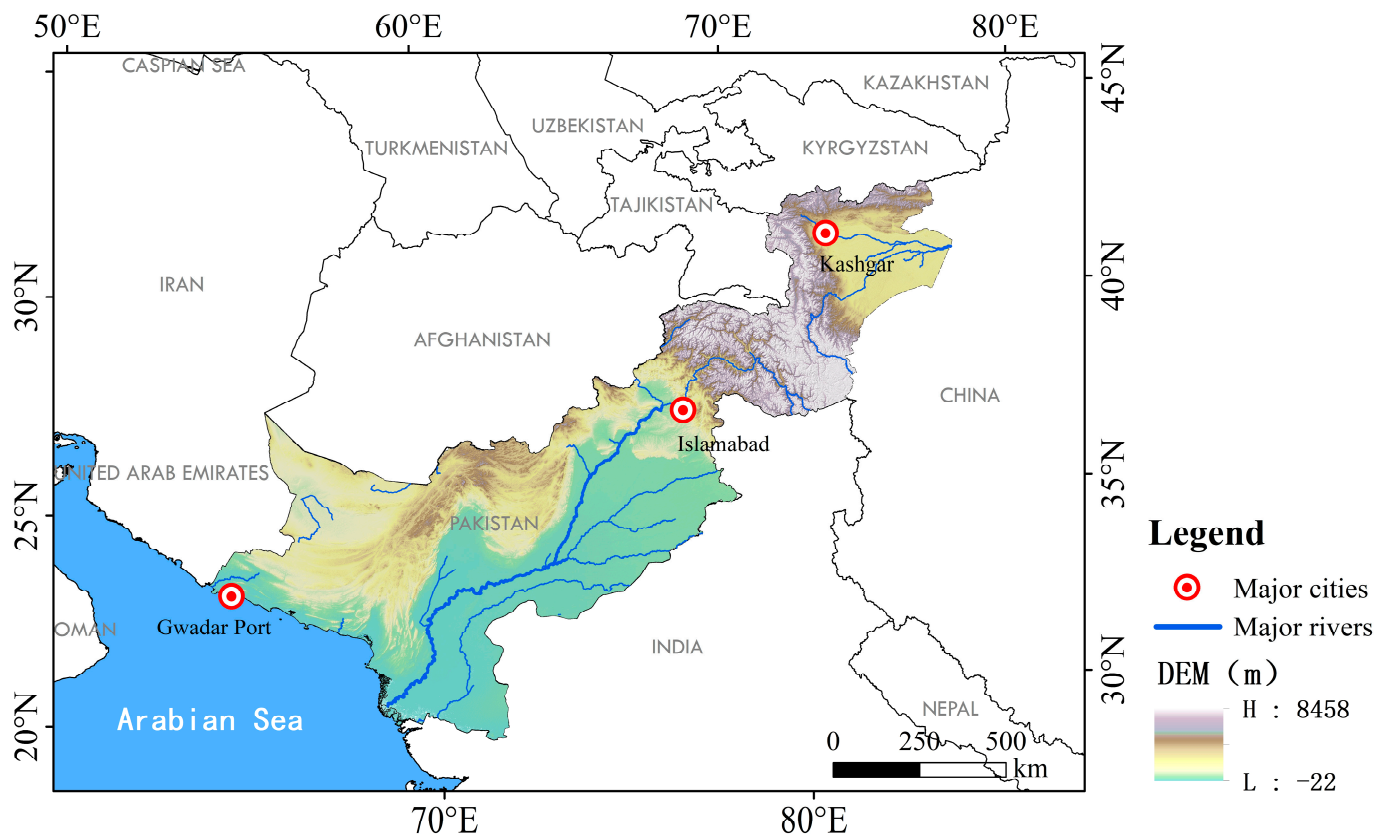 50°E 60°E 70°E 80°E
CASPIAN SEA
KAZAKHSTAN
45°N
UZBEKISTAN
TURKMENISTAN
KYRGYZSTAN
TAJIKISTAN
Kashgar
40°N
IRAN
30°N
AFGHANISTAN
CHINA
Islamabad
UNITED ARAB EMIRATES
35°N
25°N
PAKISTAN
Legend
Major cities
Gwadar Port
OMAN
Major rivers
INDIA
30°N
DEM (m)
NEPAL
H : 8458
Arabian Sea
20°N
0 250 500
km
L : -22
70°E 80°E